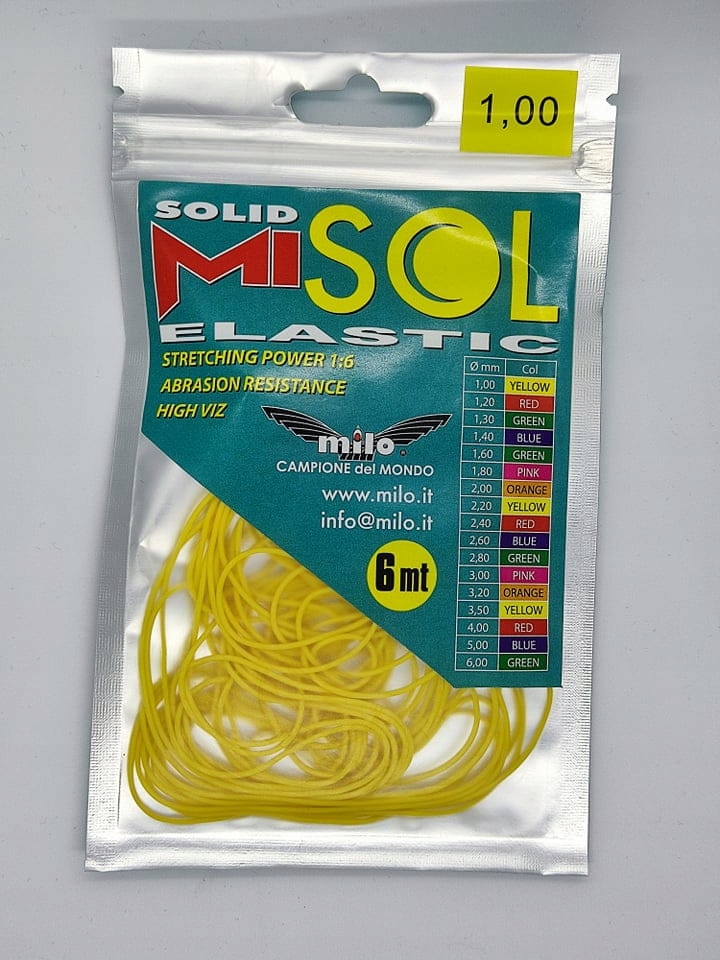 1,00
SOLID
MISOL
ELASTIC
STRETCHING POWER 1:6
ABRASION RESISTANCE
HIGH VIZ
milo®
CAMPIONE del MONDO
www.milo.it
info@milo.it
6 mt
Ø mm Col
1,00 YELLOW
1,20 RED
1,30 GREEN
1,40 BLUE
1,60 GREEN
1,80 PINK
2,00 ORANGE
2,20 YELLOW
2,40 RED
2,60 BLUE
2,80 GREEN
3,00 PINK
3,20 ORANGE
3,50 YELLOW
4,00 RED
5,00 BLUE
6,00 GREEN